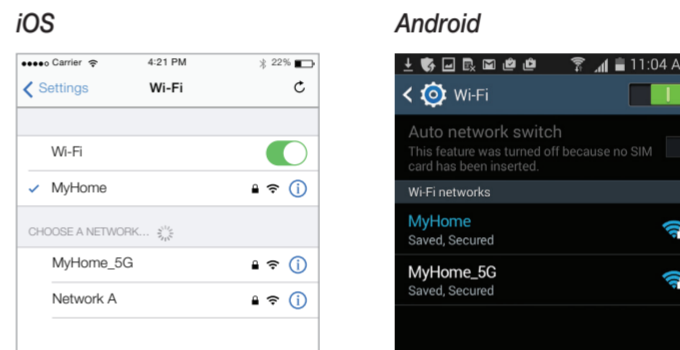 iOS
Carrier 4:21 PM 22%
Settings Wi-Fi
Wi-Fi
MyHome
CHOOSE A NETWORK...
MyHome_5G
Network A
Android
11:04 A
Wi-Fi
Auto network switch
This feature was turned off because no SIM
card has been inserted.
Wi-Fi networks
MyHome
Saved, Secured
MyHome_5G
Saved, Secured